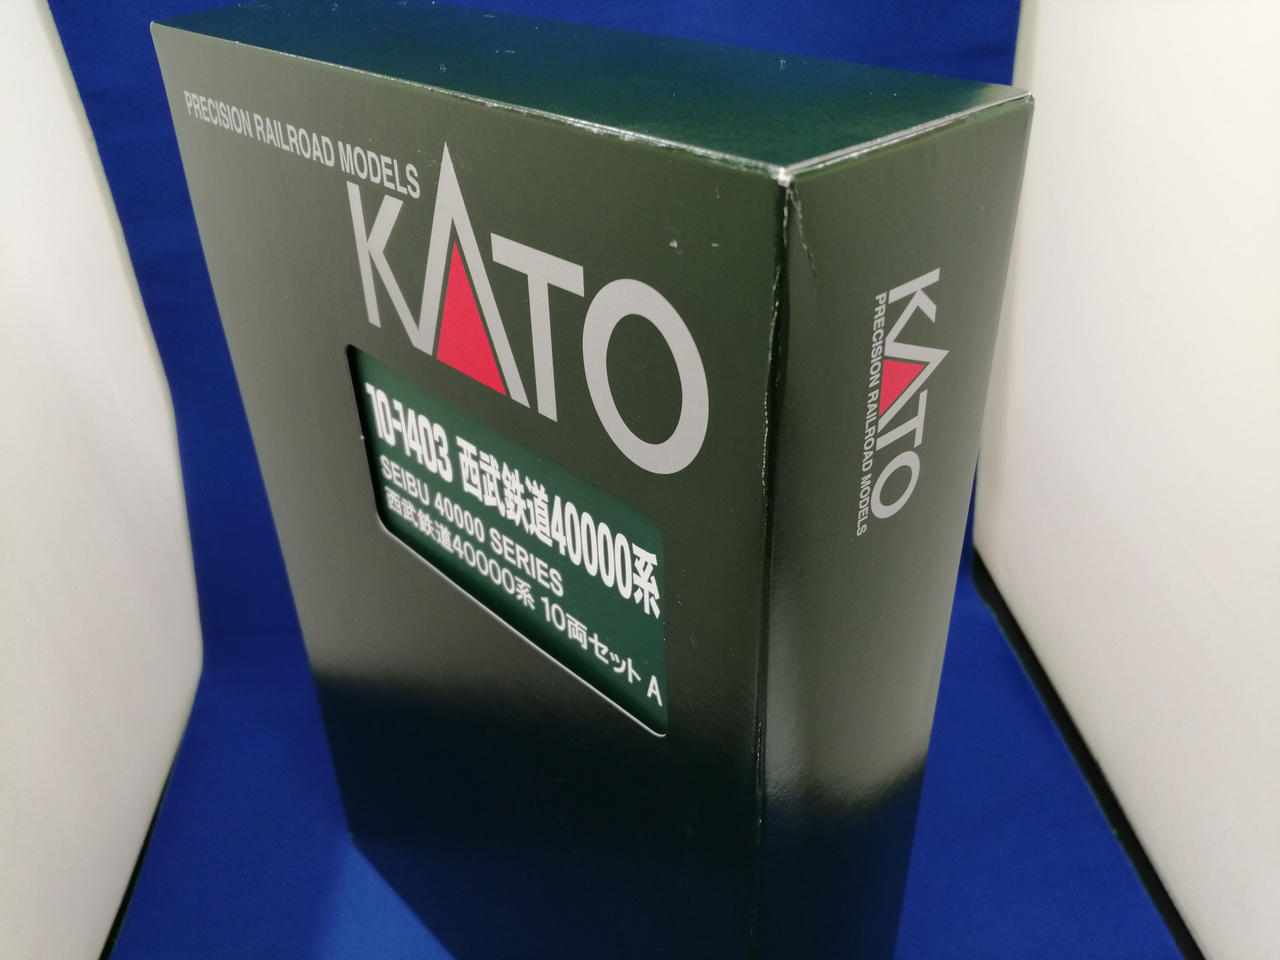 PRECISION RAILROAD MODELS
KATO
10-1403 西武鉄道40000系
SEIBU 40000 SERIES
西武鉄道40000系 10両セット A
KATO
PRECISION RAILROAD MODELS